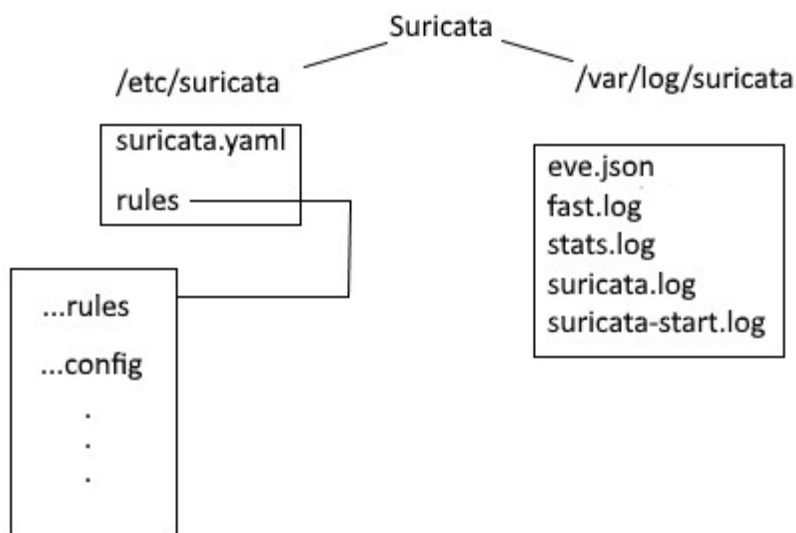 Suricata
/etc/suricata
/var/log/suricata
suricata.yaml
rules
eve.json
fast.log
stats.log
suricata.log
suricata-start.log
...rules
...config
.
.
.